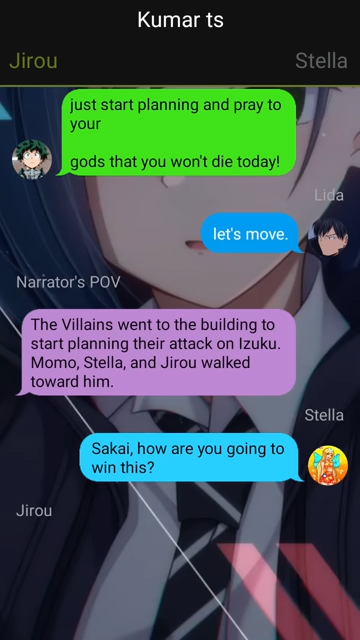 Kumar ts
Jirou
Stella
just start planning and pray to
your
gods that you won't die today!
Lida
let's move.
Narrator's POV
The Villains went to the building to
start planning their attack on Izuku.
Momo, Stella, and Jirou walked
toward him.
Stella
Sakai, how are you going to
win this?
Jirou